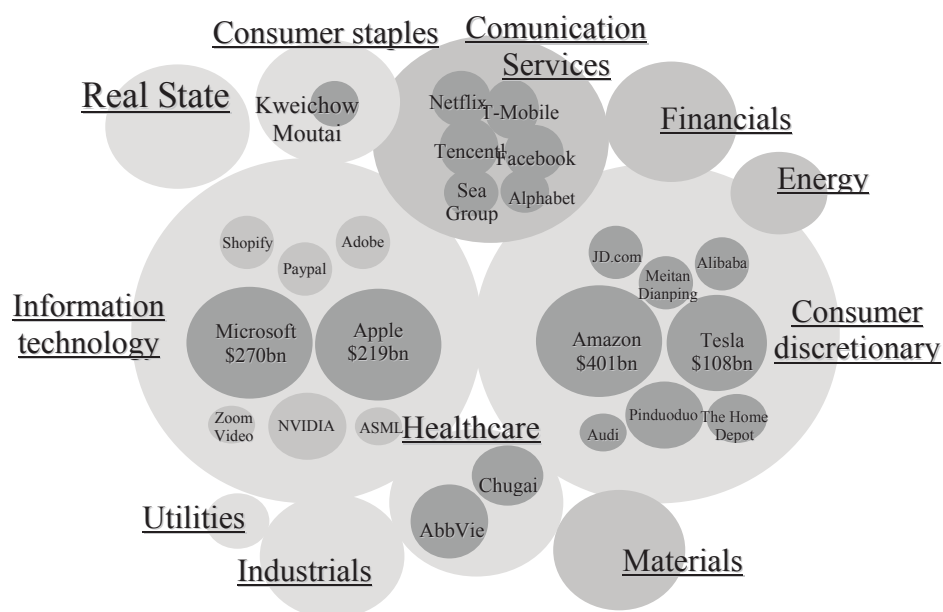 Consumer staples
Comunication
Services
Real State
Kweichow
Moutai
Netflix
T-Mobile
Tencent
Facebook
Sea
Group
Alphabet
Financials
Energy
Shopify
Adobe
Paypal
JD.com
Alibaba
Meitan
Dianping
Information
technology
Microsoft
$270bn
Apple
$219bn
Amazon
$401bn
Tesla
$108bn
Consumer
discretionary
Zoom
Video
NVIDIA
ASML
Healthcare
Audi
Pinduoduo
The Home
Depot
Chugai
AbbVie
Utilities
Industrials
Materials